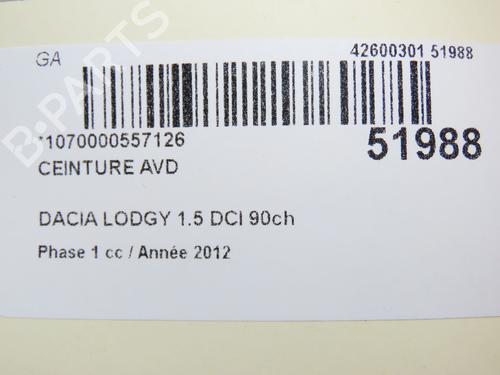 GA
42600301 51988
*1070000557126
51988
CEINTURE AVD
DACIA LODGY 1.5 DCI 90ch
Phase 1 cc / Année 2012
B-PARTS